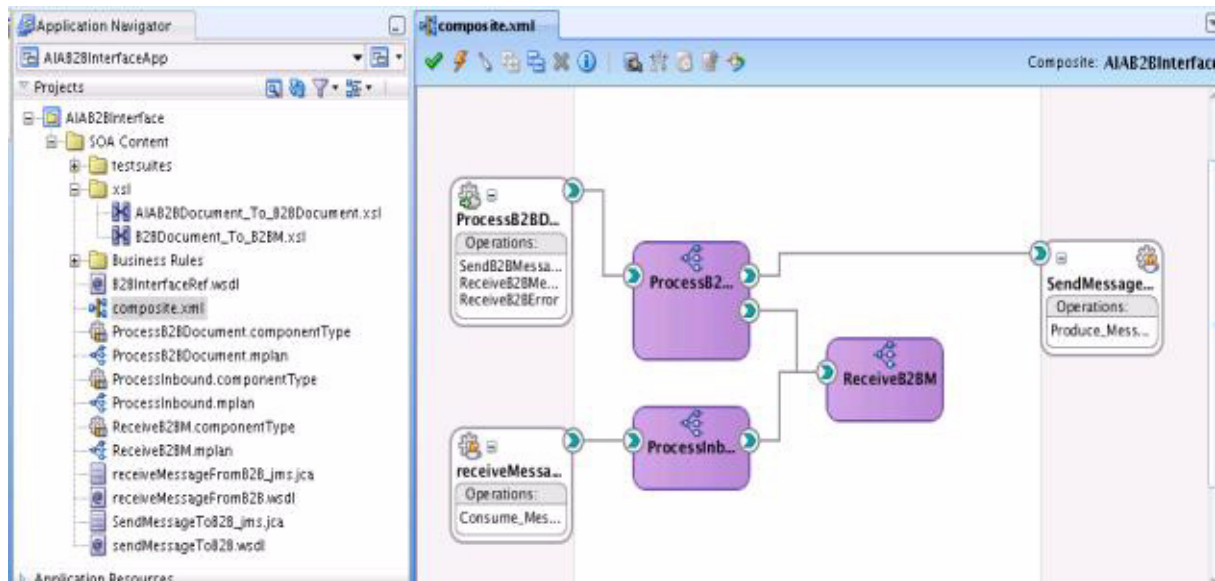 Application Navigator
AIAB2BInterfaceApp
Projects
AIAB2BInterface
SOA Content
testsuites
xsl
AIAB2BDocument_To_B2BDocument.xsl
B2BDocument_To_B2BM.xsl
Business Rules
B2BInterfaceRef.wsdl
composite.xml
ProcessB2BDocument.componentType
ProcessB2BDocument.mplan
ProcessInbound.componentType
ProcessInbound.mplan
ReceiveB2BM.componentType
ReceiveB2BM.mplan
receiveMessageFromB2B_jms.jca
receiveMessageFromB2B.wsdl
SendMessageToB2B_jms.jca
sendMessageToB2B.wsdl
Application Resources
composite.xml
Composite: AIAB2BInterface
ProcessB2BD...
Operations:
SendB2BMessa...
ReceiveB2BMe...
ReceiveB2BError
ProcessB2...
SendMessage...
Operations:
Produce_Mess...
ReceiveB2BM
receiveMessa...
Operations:
Consume_Mes...
ProcessInb...